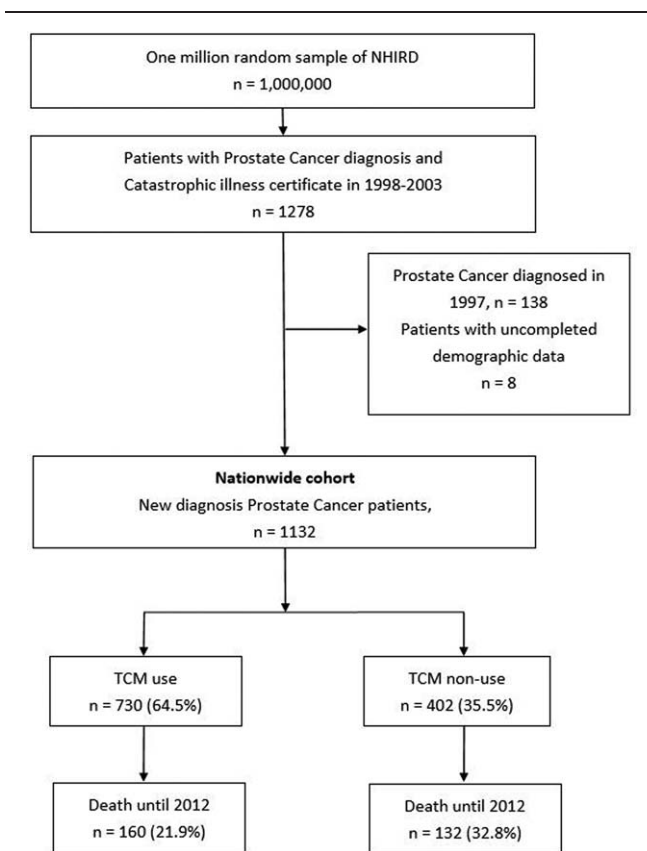 One million random sample of NHIRD
n = 1,000,000
Patients with Prostate Cancer diagnosis and
Catastrophic illness certificate in 1998-2003
n = 1278
Prostate Cancer diagnosed in
1997, n = 138
Patients with uncompleted
demographic data
n = 8
Nationwide cohort
New diagnosis Prostate Cancer patients,
n = 1132
TCM use
n = 730 (64.5%)
TCM non-use
n = 402 (35.5%)
Death until 2012
n = 160 (21.9%)
Death until 2012
n = 132 (32.8%)